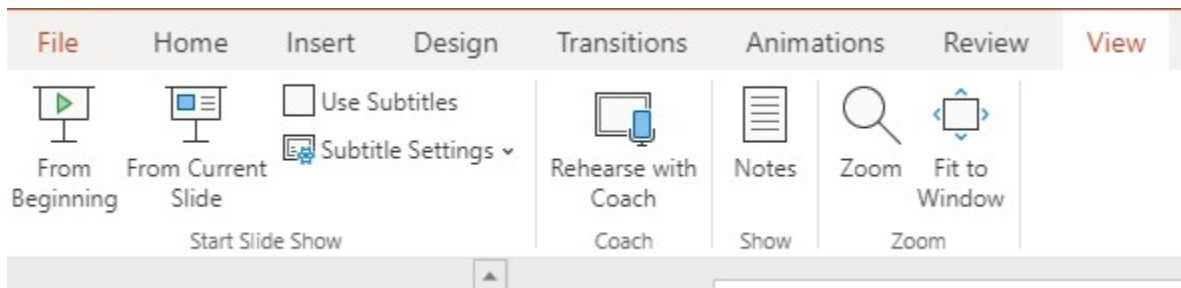 File Home Insert Design Transitions Animations Review View
From Beginning
From Current Slide
Use Subtitles
Subtitle Settings
Start Slide Show
Rehearse with Coach
Coach
Notes
Show
Zoom
Fit to Window
Zoom